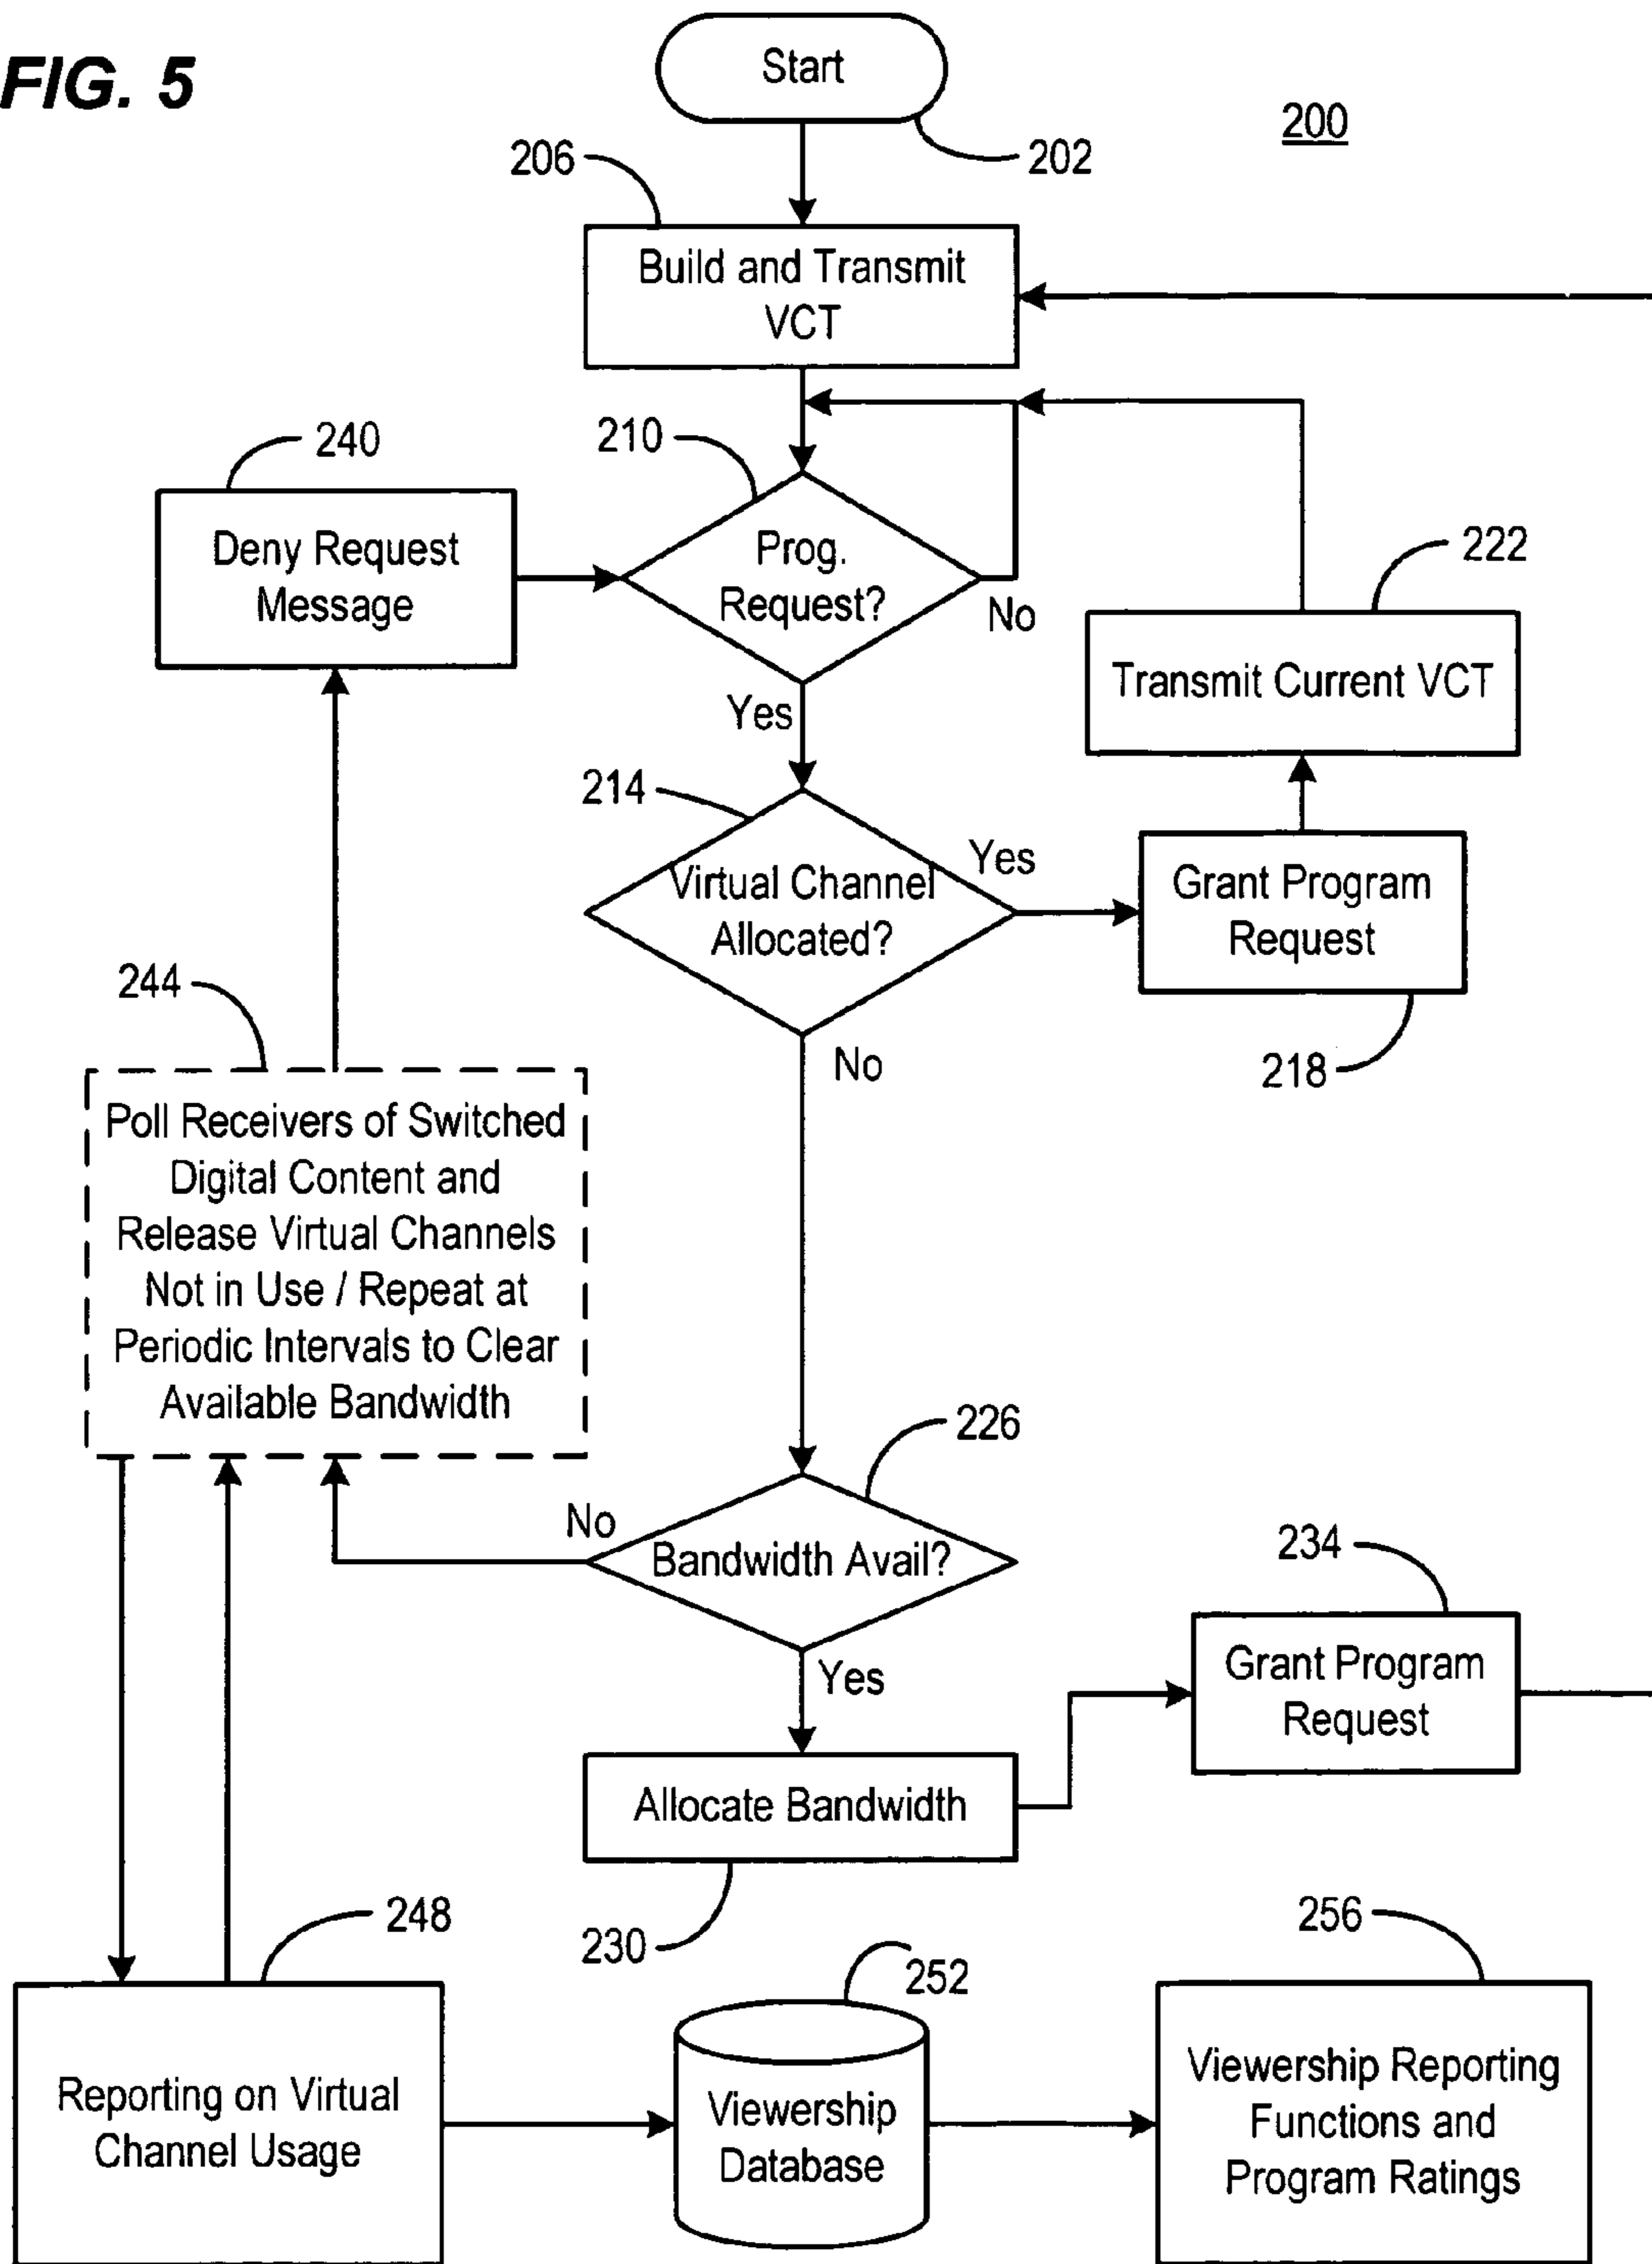 FIG. 5
Start
200
206
202
Build and Transmit
VCT
240
210
Deny Request
Message
Prog.
Request?
No
222
Transmit Current VCT
Yes
214
Virtual Channel
Allocated?
Yes
Grant Program
Request
218
No
244
Poll Receivers of Switched
Digital Content and
Release Virtual Channels
Not in Use / Repeat at
Periodic Intervals to Clear
Available Bandwidth
226
No
Bandwidth Avail?
Yes
234
Grant Program
Request
Allocate Bandwidth
230
248
252
256
Reporting on Virtual
Channel Usage
Viewership
Database
Viewership Reporting
Functions and
Program Ratings